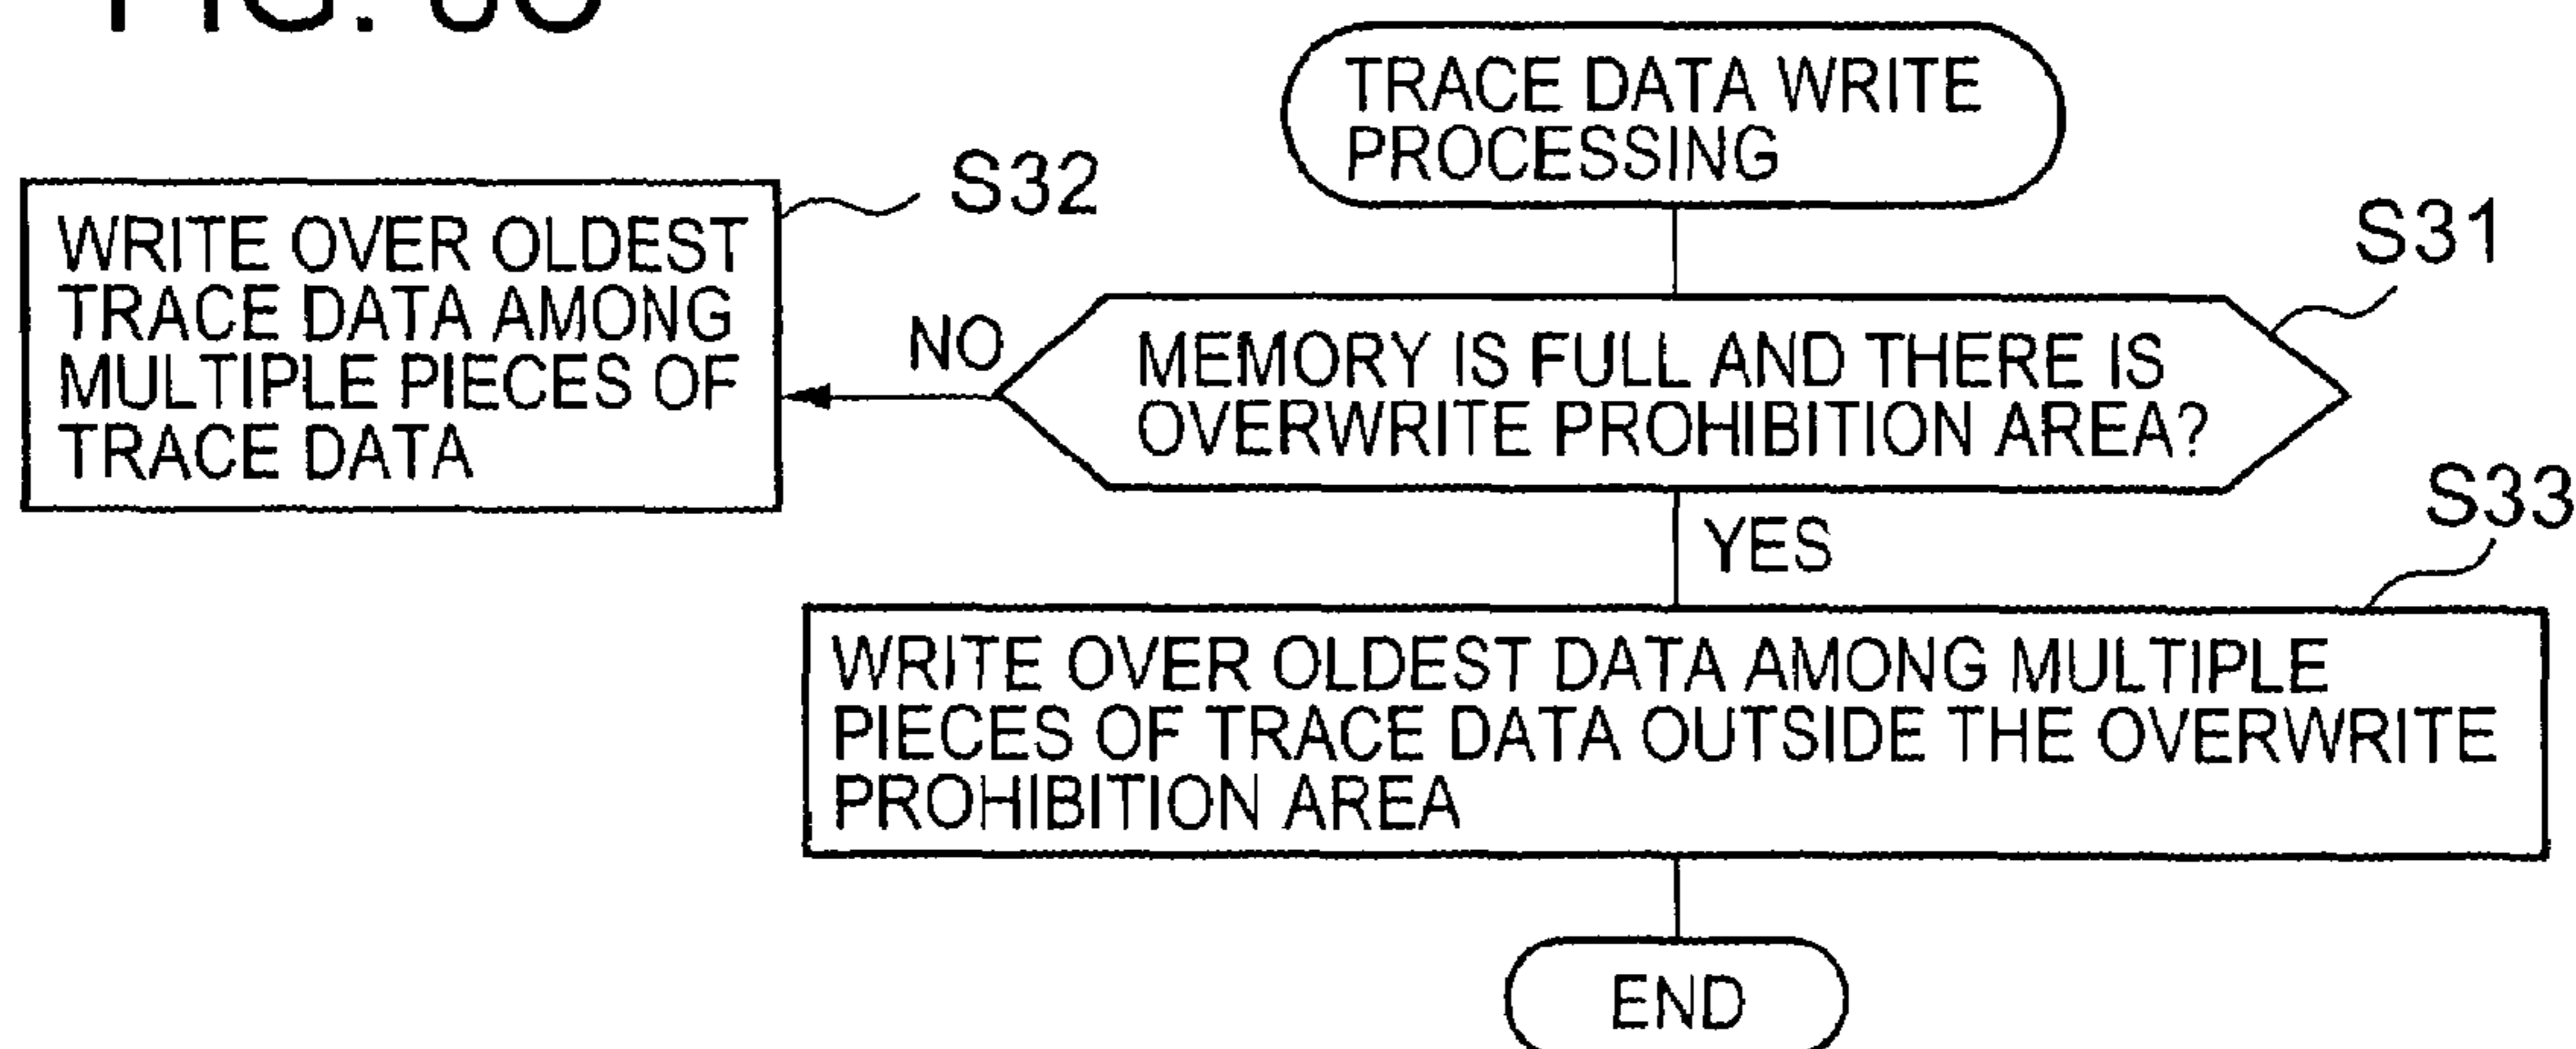 TRACE DATA WRITE
PROCESSING
S32
WRITE OVER OLDEST
TRACE DATA AMONG
MULTIPLE PIECES OF
TRACE DATA
S31
NO
MEMORY IS FULL AND THERE IS
OVERWRITE PROHIBITION AREA?
YES
S33
WRITE OVER OLDEST DATA AMONG MULTIPLE
PIECES OF TRACE DATA OUTSIDE THE OVERWRITE
PROHIBITION AREA
END